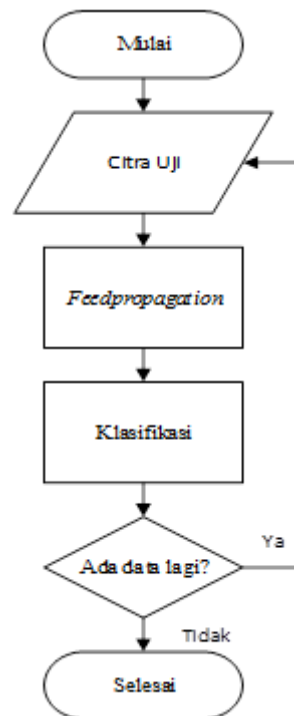 Mulai
Citra Uji
Feedpropagation
Klasifikasi
Ada data lagi?
Ya
Tidak
Selesai